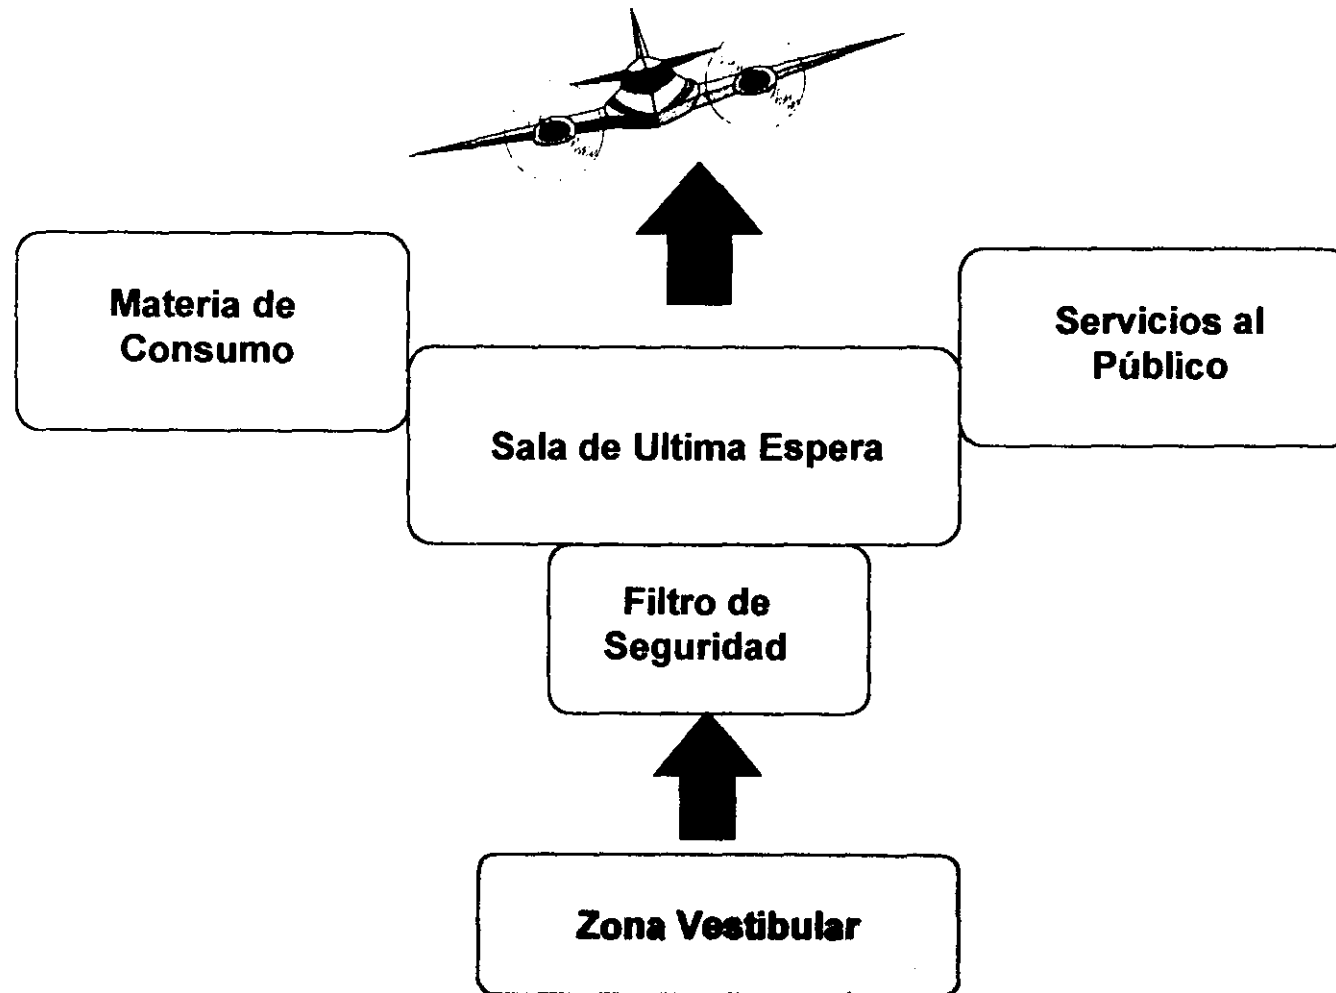 Materia de
Consumo
Servicios al
Público
Sala de Ultima Espera
Filtro de
Seguridad
Zona Vestibular